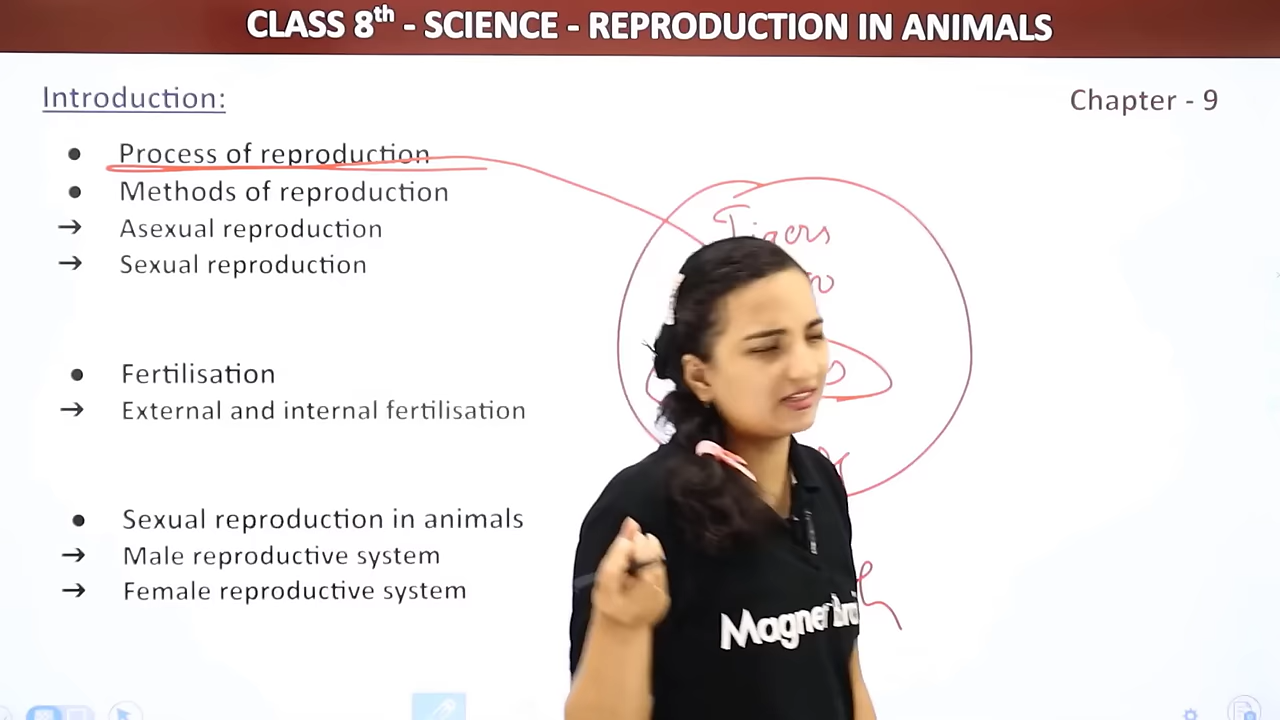 CLASS 8th - SCIENCE - REPRODUCTION IN ANIMALS
Introduction:
Chapter - 9
● Process of reproduction
● Methods of reproduction
→ Asexual reproduction
→ Sexual reproduction
Tigers
● Fertilisation
→ External and internal fertilisation
● Sexual reproduction in animals
→ Male reproductive system
→ Female reproductive system